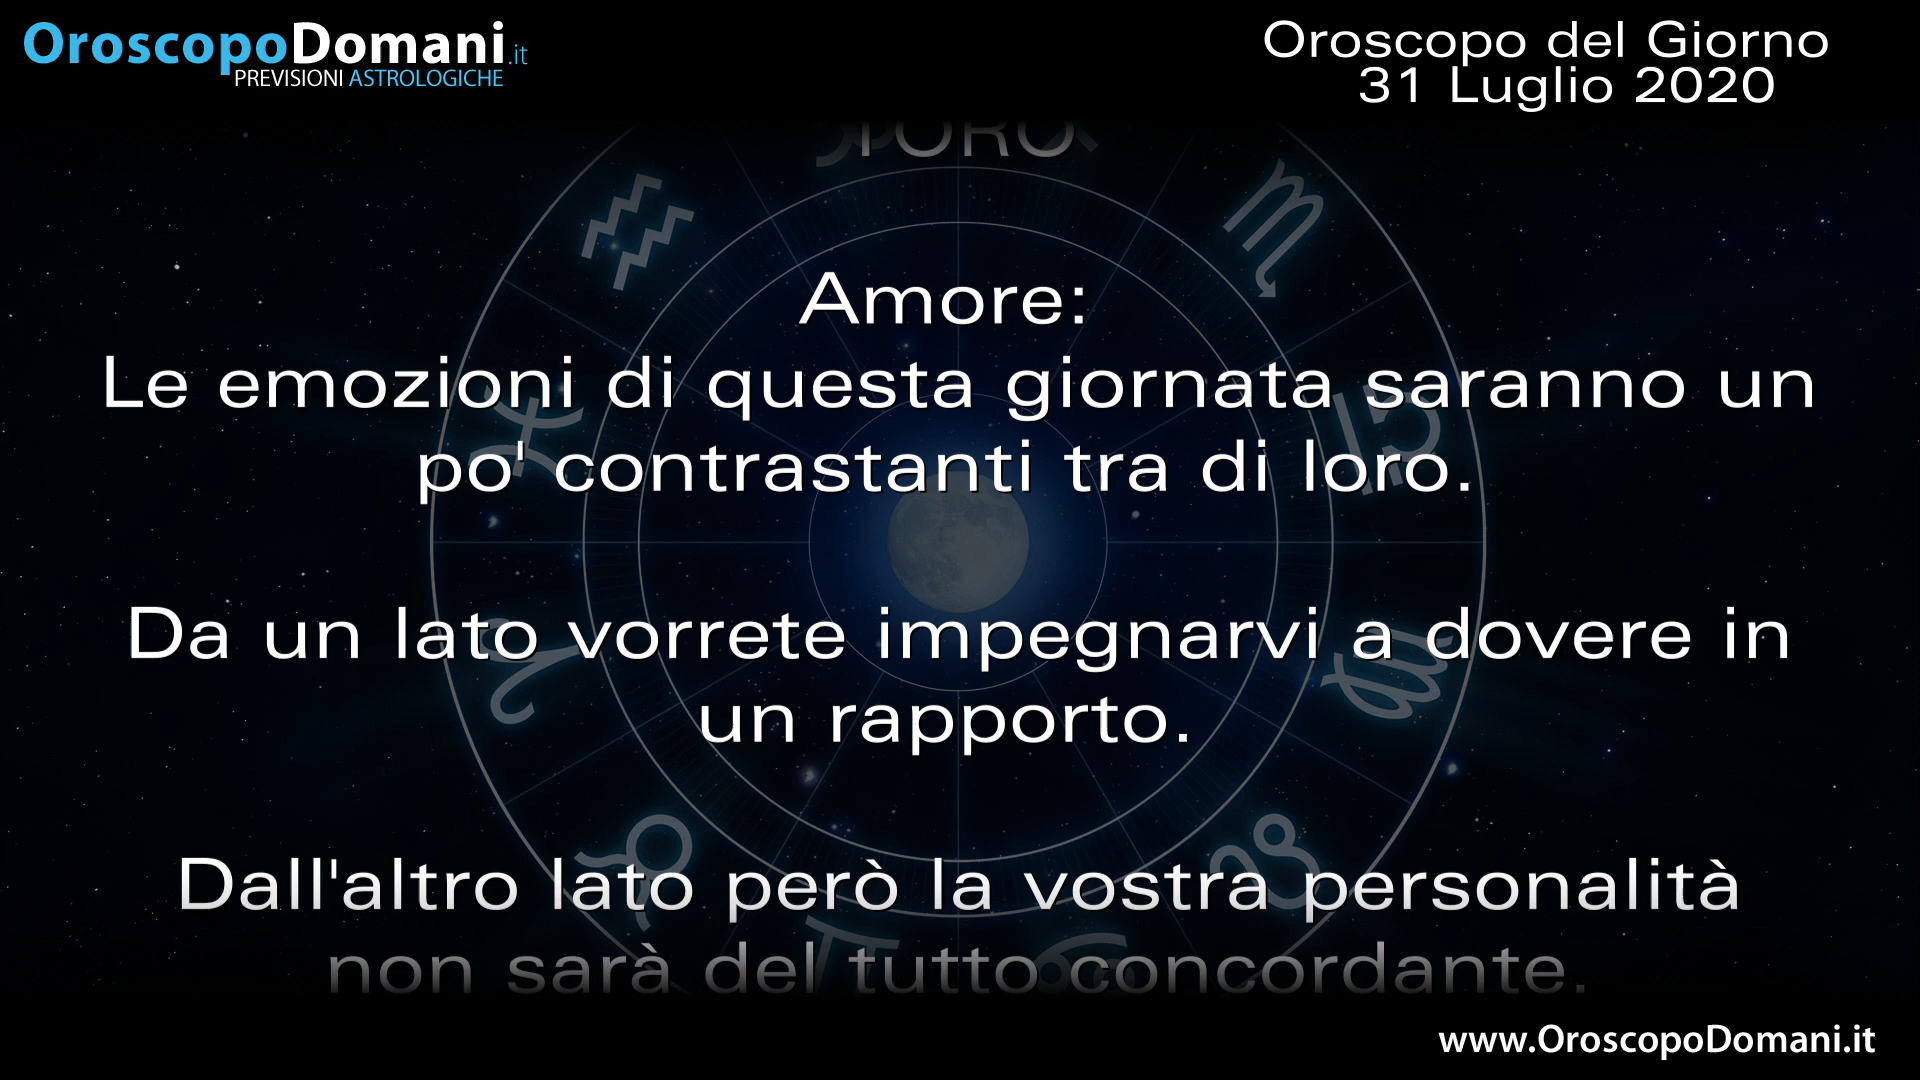 OroscopoDomani.it
PREVISIONI ASTROLOGICHE
Oroscopo del Giorno
31 Luglio 2020
TORO
Amore:
Le emozioni di questa giornata saranno un
po' contrastanti tra di loro.
Da un lato vorrete impegnarvi a dovere in
un rapporto.
Dall'altro lato però la vostra personalità
non sarà del tutto concordante.
www.OroscopoDomani.it